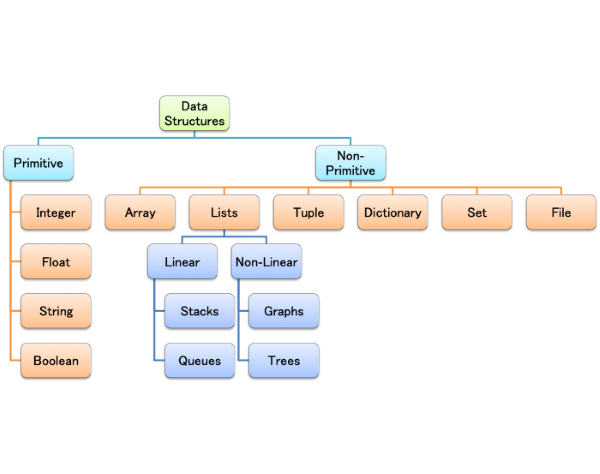 Data
Structures
Primitive
Non-
Primitive
Integer
Array
Lists
Tuple
Dictionary
Set
File
Float
Linear
Non-Linear
String
Stacks
Graphs
Boolean
Queues
Trees